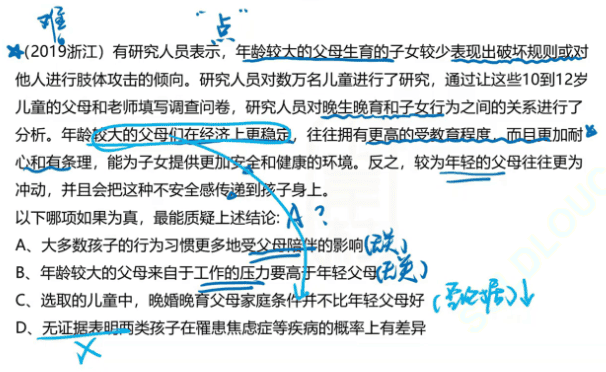 难 “点”
(2019浙江)有研究人员表示，年龄较大的父母生育的子女较少表现出破坏规则或对
他人进行肢体攻击的倾向。研究人员对数万名儿童进行了研究，通过让这些10到12岁
儿童的父母和老师填写调查问卷，研究人员对晚生晚育和子女行为之间的关系进行了
分析。年龄较大的父母们在经济上更稳定，往往拥有更高的受教育程度，而且更加耐
心和有条理，能为子女提供更加安全和健康的环境。反之，较为年轻的父母往往更为
冲动，并且会把这种不安全感传递到孩子身上。
以下哪项如果为真，最能质疑上述结论: A ?
A、大多数孩子的行为习惯更多地受父母陪伴的影响(无关)
B、年龄较大的父母来自于工作的压力要高于年轻父母(无关)
C、选取的儿童中，晚婚晚育父母家庭条件并不比年轻父母好 (否论据)↓
D、无证据表明两类孩子在罹患焦虑症等疾病的概率上有差异